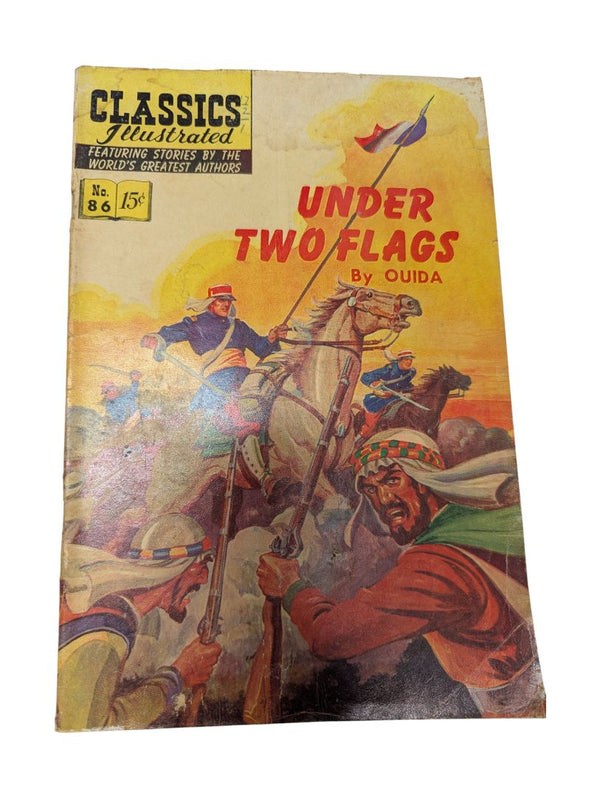 CLASSICS
Illustrated
FEATURING STORIES BY THE
WORLD'S GREATEST AUTHORS
No.
86
15¢
UNDER
TWO FLAGS
By OUIDA